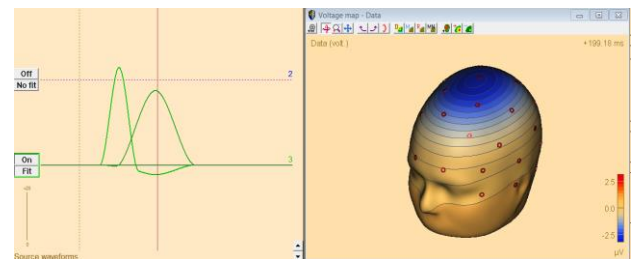 Off
No fit
2
On
Fit
3
Source waveforms
Voltage map - Data
Data (volt.)
+199.18 ms
2.5
0.0
-2.5
µV